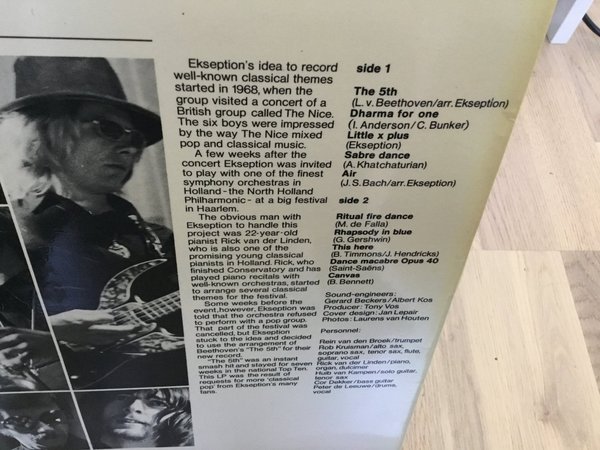 Ekseption's idea to record
well-known classical themes
started in 1968, when the
group visited a concert of a
British group called The Nice.
The six boys were impressed
by the way The Nice mixed
pop and classical music.
A few weeks after the
concert Ekseption was invited
to play with one of the finest
symphony orchestras in
Holland - the North Holland
Philharmonic - at a big festival
in Haarlem.
The obvious man with
Ekseption to handle this
project was 22-year-old
pianist Rick van der Linden,
who is also one of the
promising young classical
pianists in Holland. Rick, who
finished Conservatory and has
played piano recitals with
well-known orchestras, started
to arrange several classical
themes for the festival.
Some weeks before the
event, however, Ekseption was
told that the orchestra refused
to perform with a pop group.
That part of the festival was
cancelled, but Ekseption
stuck to the idea and decided
to use the arrangement of
Beethoven's "The 5th" for their
new record.
"The 5th" was an instant
smash hit and stayed for seven
weeks in the national Top Ten.
This LP was the result of
requests for more 'classical
pop' from Ekseption's many
fans.
side 1
The 5th
(L. v. Beethoven/arr. Ekseption)
Dharma for one
(I. Anderson/C. Bunker)
Little x plus
(Ekseption)
Sabre dance
(A. Khatchaturian)
Air
(J. S. Bach/arr. Ekseption)
side 2
Ritual fire dance
(M. de Falla)
Rhapsody in blue
(G. Gershwin)
This here
(B. Timmons/J. Hendricks)
Dance macabre Opus 40
(Saint-Saëns)
Canvas
(B. Bennett)
Sound-engineers:
Gerard Beckers/Albert Kos
Producer: Tony Vos
Cover design: Jan Lepair
Photos: Laurens van Houten
Personnel:
Rein van den Broek/trumpet
Rob Kruisman/alto sax,
soprano sax, tenor sax, flute,
guitar, vocal
Rick van der Linden/piano,
organ, dulcimer
Huib van Kampen/solo guitar,
tenor sax
Cor Dekker/bass guitar
Peter de Leeuwe/drums,
vocal